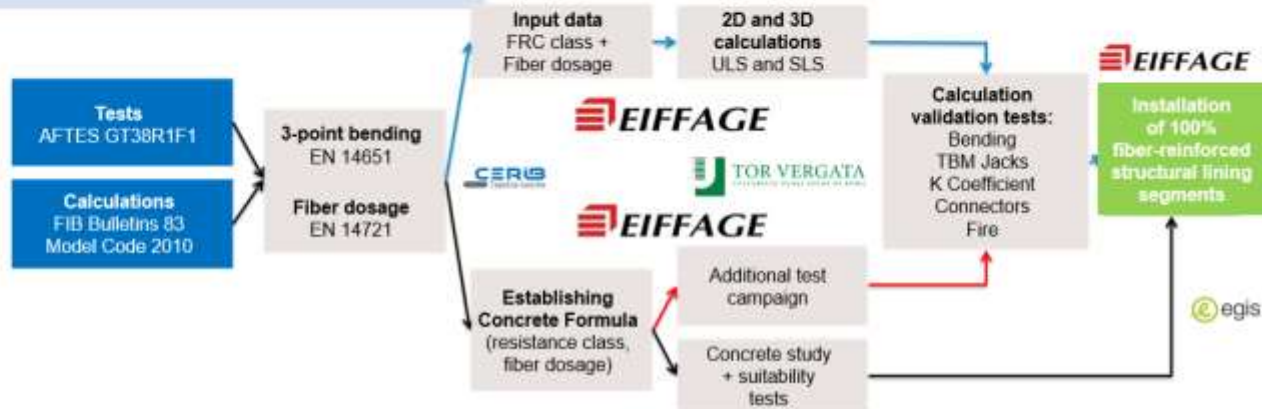 Tests
AFTES GT38R1F1
Calculations
FIB Bulletins 83
Model Code 2010
3-point bending
EN 14651
Fiber dosage
EN 14721
Input data
FRC class +
Fiber dosage
2D and 3D
calculations
ULS and SLS
EIFFAGE
CERIB
TOR VERGATA
EIFFAGE
Establishing
Concrete Formula
(resistance class,
fiber dosage)
Additional test
campaign
Concrete study
+ suitability
tests
Calculation
validation tests:
Bending
TBM Jacks
K Coefficient
Connectors
Fire
EIFFAGE
Installation
of 100%
fiber-reinforced
structural lining
segments
egis